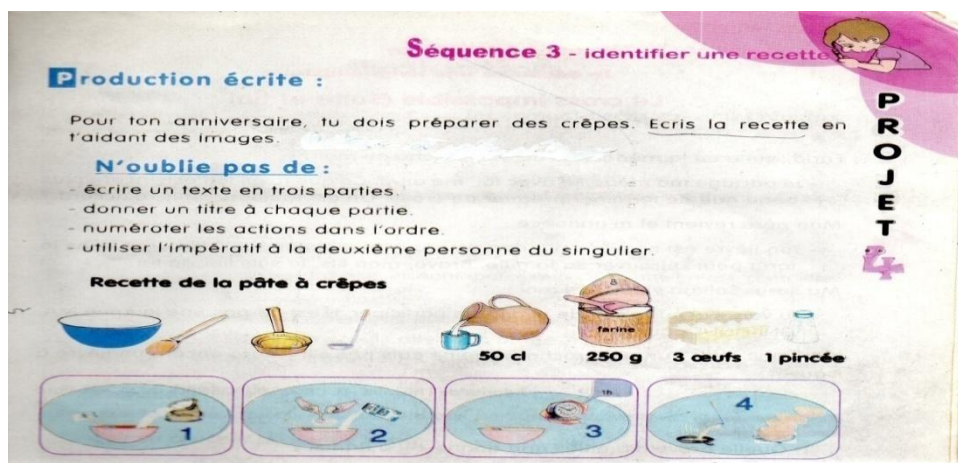 Séquence 3 - identifier une recette
Production écrite :
Pour ton anniversaire, tu dois préparer des crêpes. Ecris la recette en
t'aidant des images.
N'oublie pas de :
- écrire un texte en trois parties.
- donner un titre à chaque partie.
- numéroter les actions dans l'ordre.
- utiliser l'impératif à la deuxième personne du singulier.
Recette de la pâte à crêpes
farine
50 cl 250 g 3 œufs 1 pincée
1 2 3 4
PROJET 4